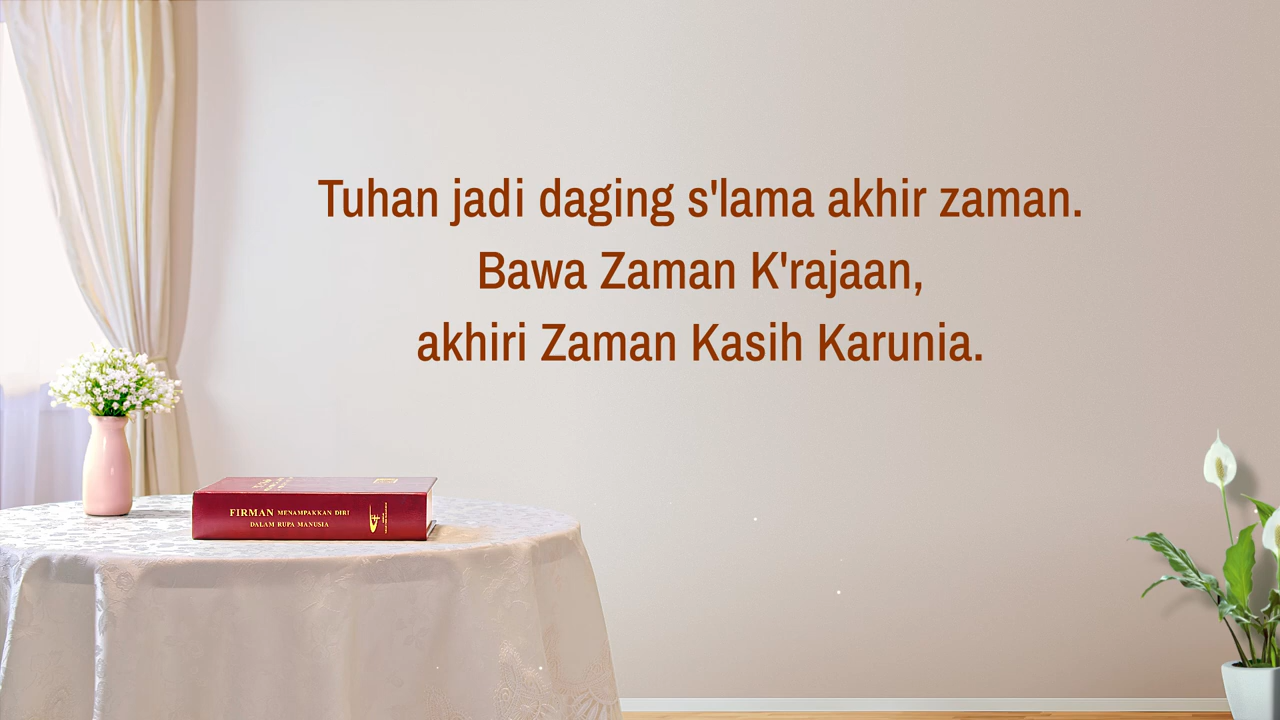 Tuhan jadi daging s'lama akhir zaman.
Bawa Zaman K'rajaan,
akhiri Zaman Kasih Karunia.
FIRMAN MENAMPAKKAN DIRI
DALAM RUPA MANUSIA